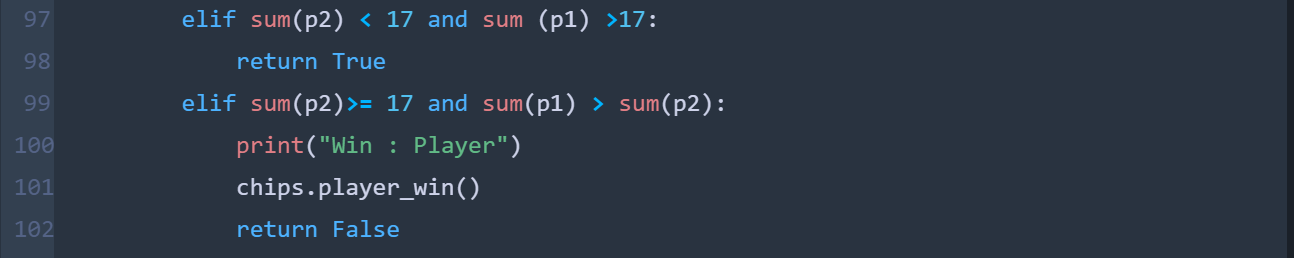 97 elif sum(p2) < 17 and sum (p1) >17:
98 return True
99 elif sum(p2)>= 17 and sum(p1) > sum(p2):
100 print("Win : Player")
101 chips.player_win()
102 return False